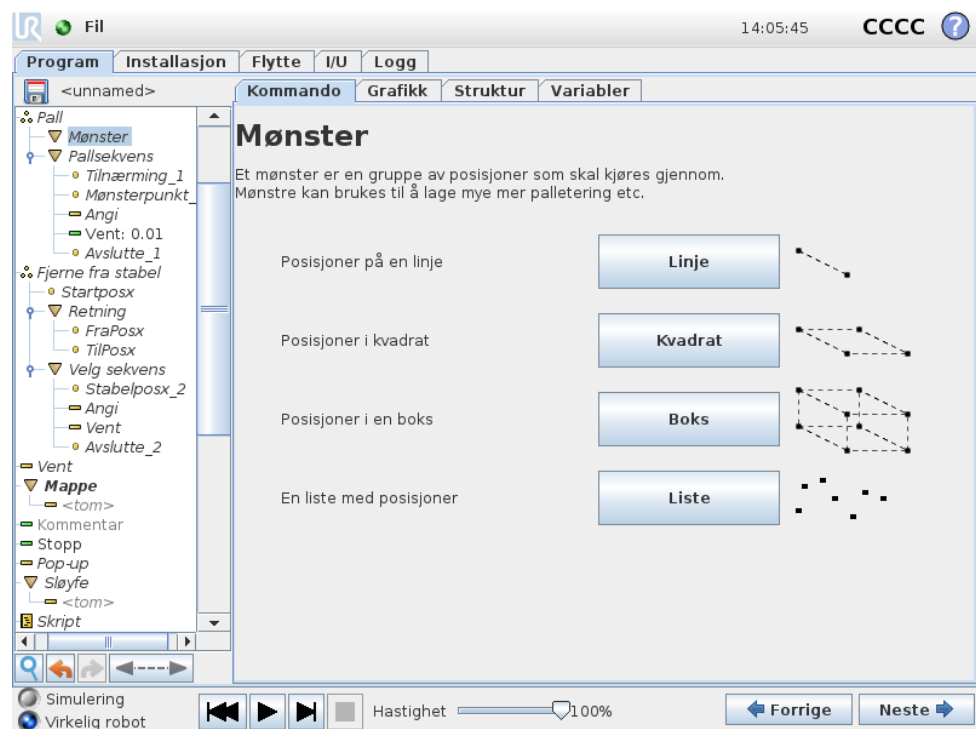 UR Fil 14:05:45 CCCC ?
Program Installasjon Flytte I/U Logg
<unnamed>
Kommando Grafikk Struktur Variabler
Pall
Mønster
Pallsekvens
Tilnærming_1
Mønsterpunkt_
Angi
Vent: 0.01
Avslutte_1
Fjerne fra stabel
Startposx
Retning
FraPosx
TilPosx
Velg sekvens
Stabelposx_2
Angi
Vent
Avslutte_2
Vent
Mappe
<tom>
Kommentar
Stopp
Pop-up
Sløyfe
<tom>
Skript
Mønster
Et mønster er en gruppe av posisjoner som skal kjøres gjennom.
Mønstre kan brukes til å lage mye mer palletering etc.
Posisjoner på en linje Linje
Posisjoner i kvadrat Kvadrat
Posisjoner i en boks Boks
En liste med posisjoner Liste
Simulering
Virkelig robot
Hastighet 100%
Forrige Neste